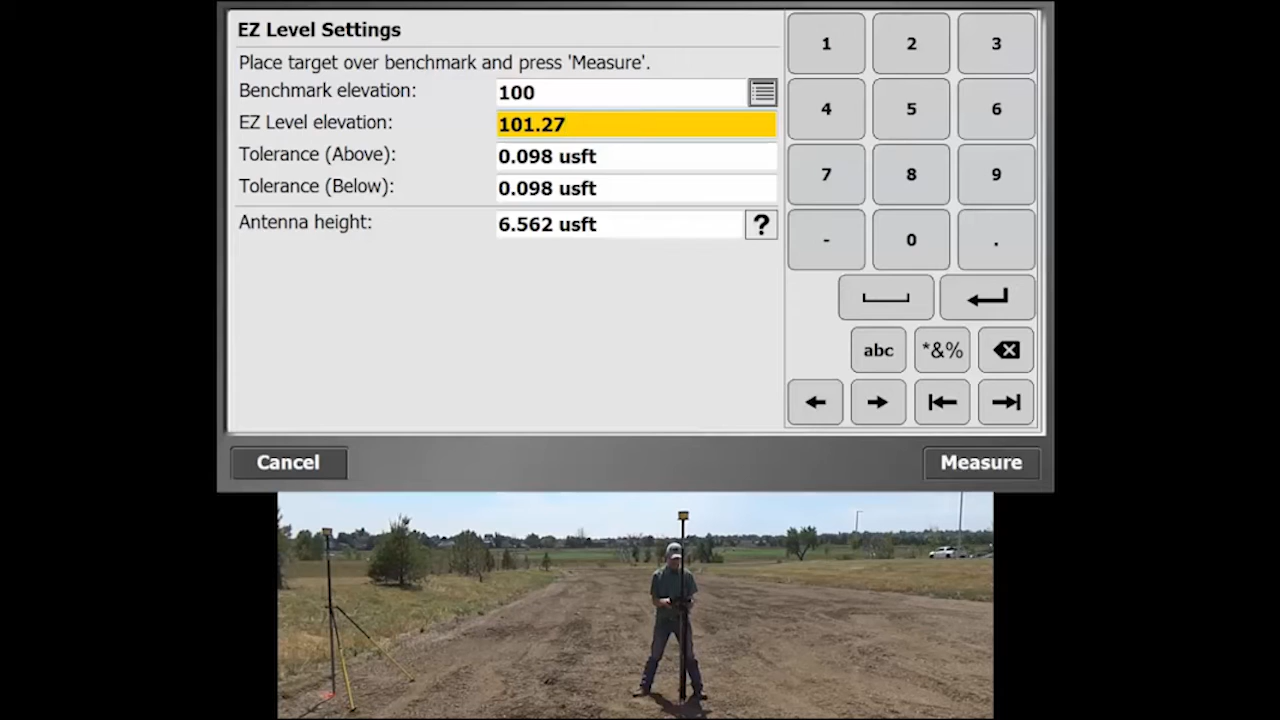 EZ Level Settings
Place target over benchmark and press 'Measure'.
Benchmark elevation: 100
EZ Level elevation: 101.27
Tolerance (Above): 0.098 usft
Tolerance (Below): 0.098 usft
Antenna height: 6.562 usft ?
1 2 3
4 5 6
7 8 9
- 0 .
abc *&%
Cancel Measure